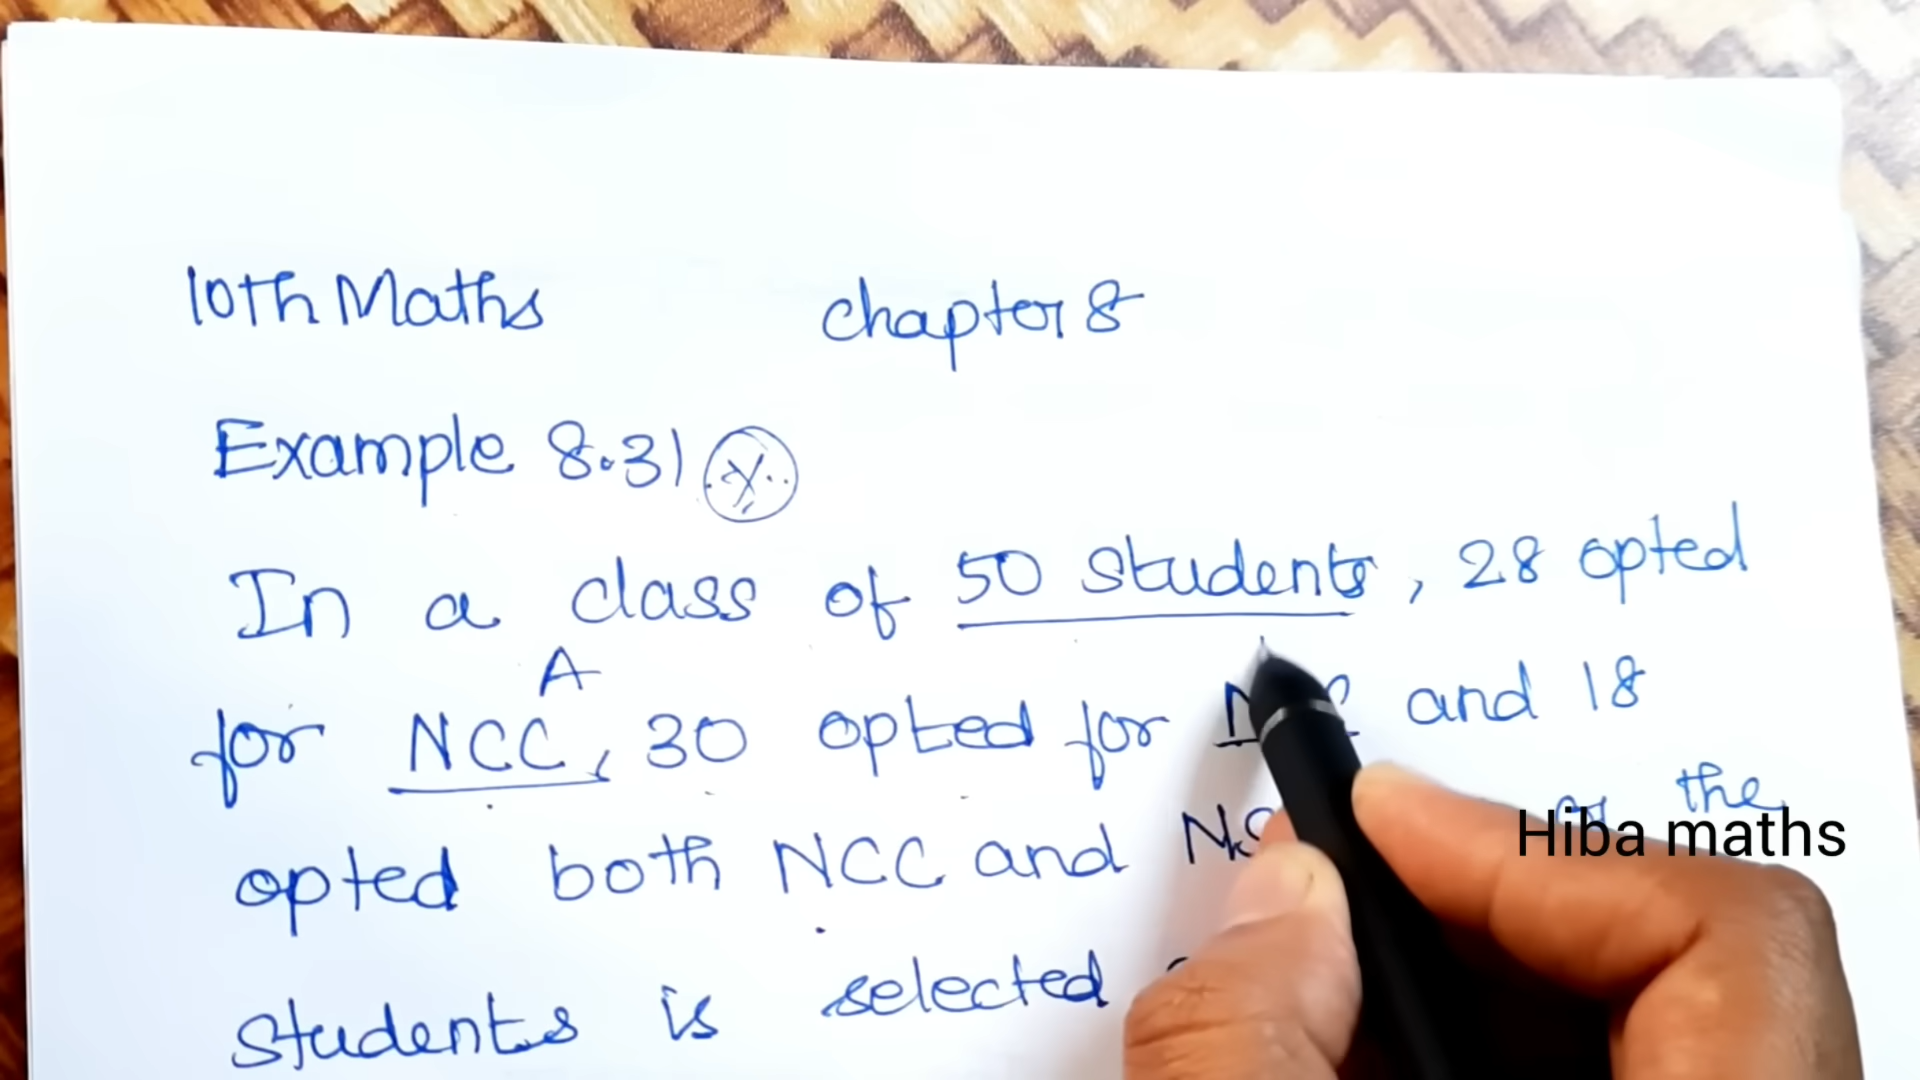 10th Maths chapter 8
Example 8.31
In a class of 50 students, 28 opted
A
for NCC, 30 opted for and 18
opted both NCC and the
students is selected
Hiba maths